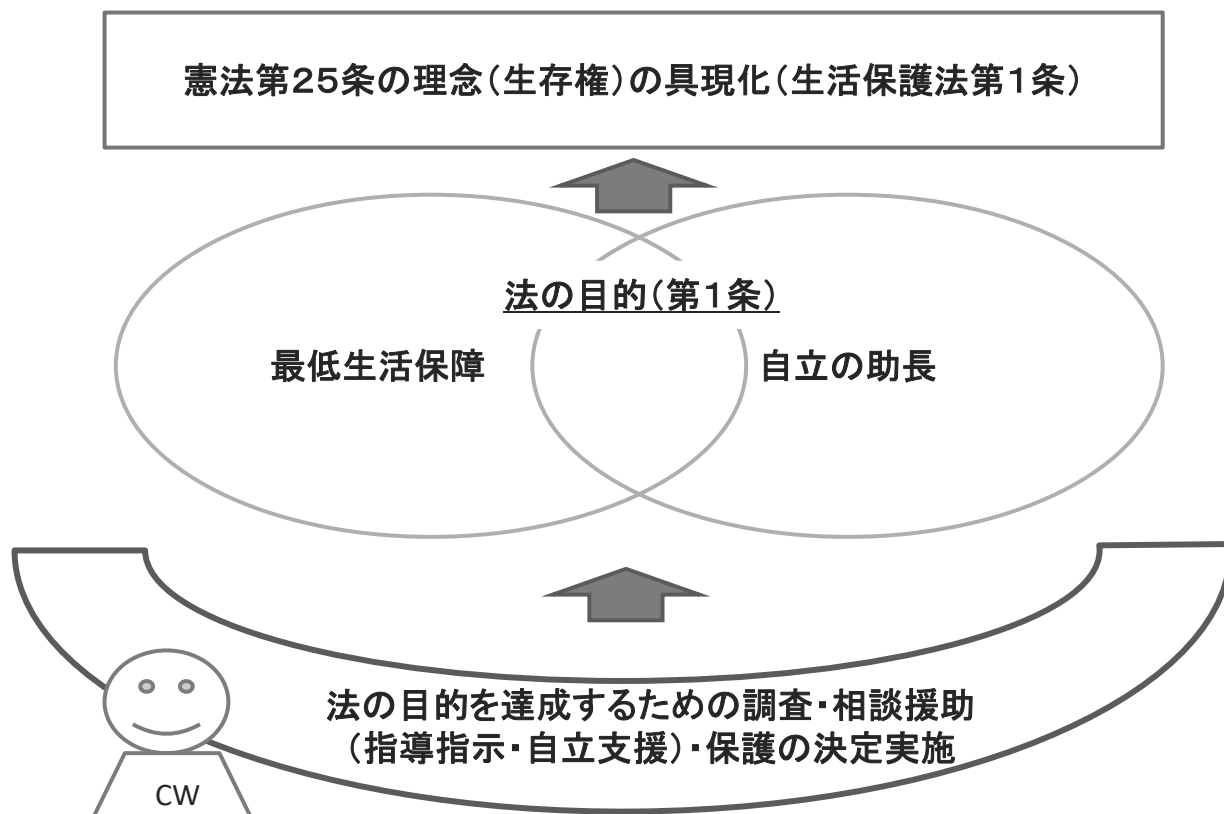 憲法第25条の理念(生存権)の具現化(生活保護法第1条)
法の目的(第1条)
最低生活保障
自立の助長
法の目的を達成するための調査・相談援助
(指導指示・自立支援)・保護の決定実施
CW